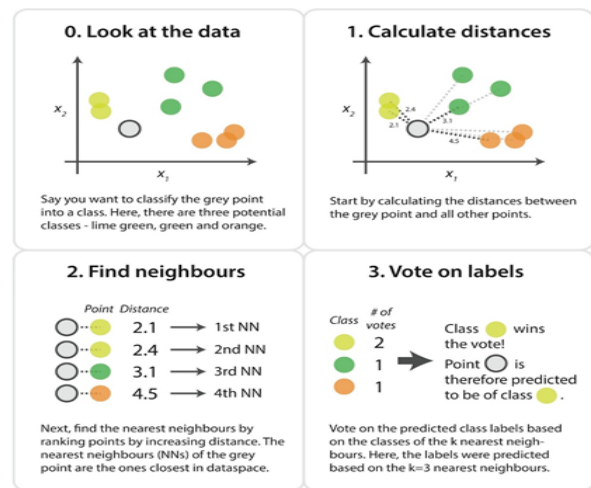 0. Look at the data
x2
x1
Say you want to classify the grey point
into a class. Here, there are three potential
classes - lime green, green and orange.
1. Calculate distances
x2
2.4
2.1
3.1
4.5
x1
Start by calculating the distances between
the grey point and all other points.
2. Find neighbours
Point Distance
2.1 → 1st NN
2.4 → 2nd NN
3.1 → 3rd NN
4.5 → 4th NN
Next, find the nearest neighbours by
ranking points by increasing distance. The
nearest neighbours (NNs) of the grey
point are the ones closest in dataspace.
3. Vote on labels
Class # of votes
2
1
1
Class wins
the vote!
Point is
therefore predicted
to be of class .
Vote on the predicted class labels based
on the classes of the k nearest neigh-
bours. Here, the labels were predicted
based on the k=3 nearest neighbours.